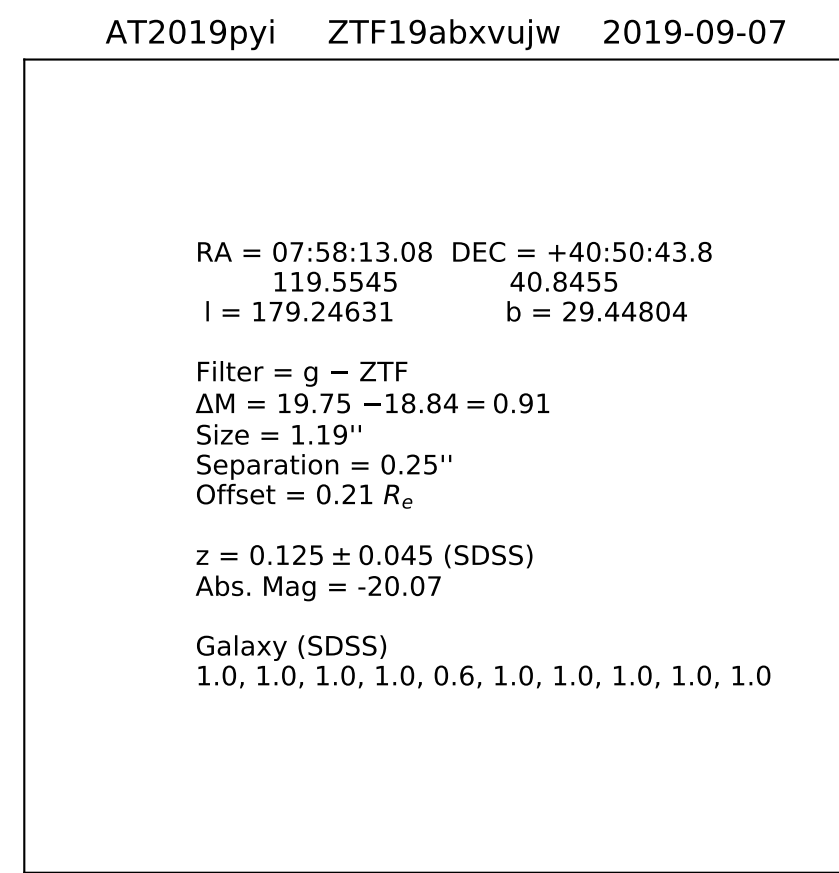 AT2019pyi ZTF19abxvujw 2019-09-07
RA = 07:58:13.08 DEC = +40:50:43.8
119.5545 40.8455
l = 179.24631 b = 29.44804
Filter = g − ZTF
ΔM = 19.75 −18.84 = 0.91
Size = 1.19''
Separation = 0.25''
Offset = 0.21 Rₑ
z = 0.125 ± 0.045 (SDSS)
Abs. Mag = -20.07
Galaxy (SDSS)
1.0, 1.0, 1.0, 1.0, 0.6, 1.0, 1.0, 1.0, 1.0, 1.0